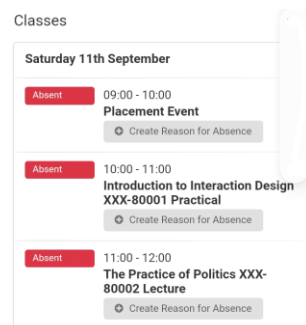 Classes
Saturday 11th September
Absent
09:00 - 10:00
Placement Event
Create Reason for Absence
Absent
10:00 - 11:00
Introduction to Interaction Design
XXX-80001 Practical
Create Reason for Absence
Absent
11:00 - 12:00
The Practice of Politics XXX-
80002 Lecture
Create Reason for Absence